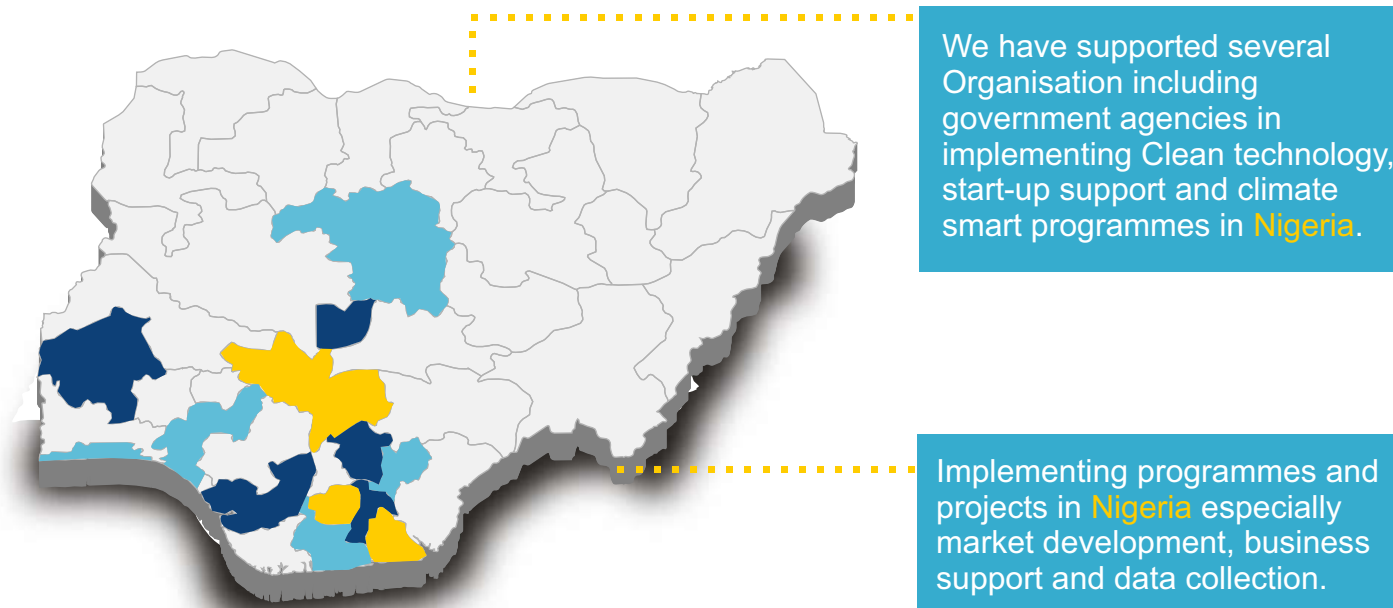 We have supported several
Organisation including
government agencies in
implementing Clean technology,
start-up support and climate
smart programmes in Nigeria.
Implementing programmes and
projects in Nigeria especially
market development, business
support and data collection.